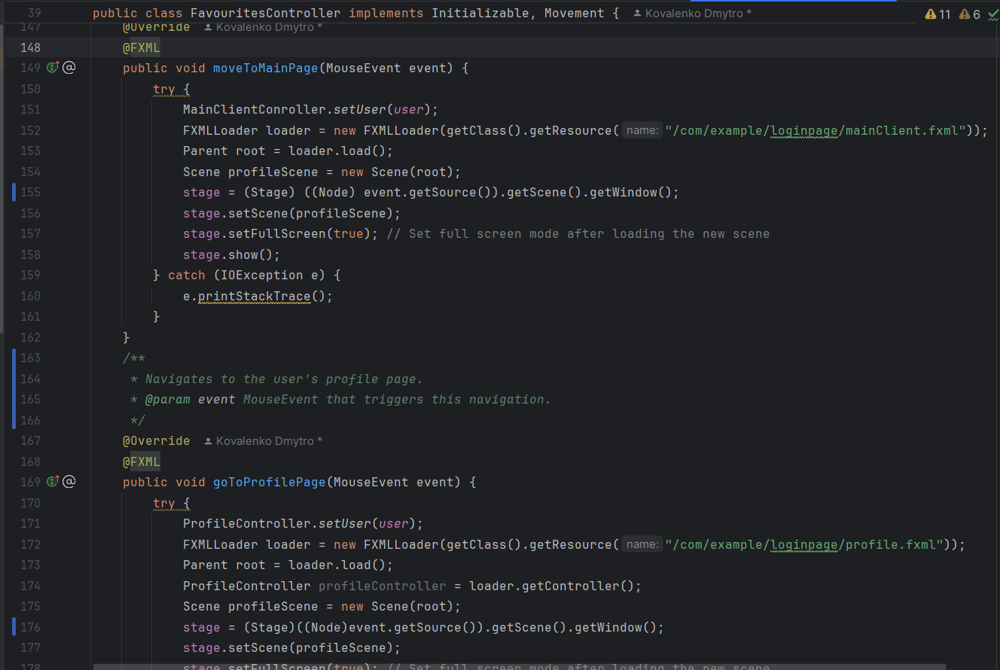 39 public class FavouritesController implements Initializable, Movement { Kovalenko Dmytro * 11 6
147 @Override Kovalenko Dmytro *
148 @FXML
149 public void moveToMainPage(MouseEvent event) {
150 try {
151 MainClientConroller.setUser(user);
152 FXMLLoader loader = new FXMLLoader(getClass().getResource( name: "/com/example/loginpage/mainClient.fxml"));
153 Parent root = loader.load();
154 Scene profileScene = new Scene(root);
155 stage = (Stage) ((Node) event.getSource()).getScene().getWindow();
156 stage.setScene(profileScene);
157 stage.setFullScreen(true); // Set full screen mode after loading the new scene
158 stage.show();
159 } catch (IOException e) {
160 e.printStackTrace();
161 }
162 }
163 /**
164 * Navigates to the user's profile page.
165 * @param event MouseEvent that triggers this navigation.
166 */
167 @Override Kovalenko Dmytro *
168 @FXML
169 public void goToProfilePage(MouseEvent event) {
170 try {
171 ProfileController.setUser(user);
172 FXMLLoader loader = new FXMLLoader(getClass().getResource( name: "/com/example/loginpage/profile.fxml"));
173 Parent root = loader.load();
174 ProfileController profileController = loader.getController();
175 Scene profileScene = new Scene(root);
176 stage = (Stage)((Node)event.getSource()).getScene().getWindow();
177 stage.setScene(profileScene);
178 stage.setFullScreen(true); // Set full screen mode after loading the new scene